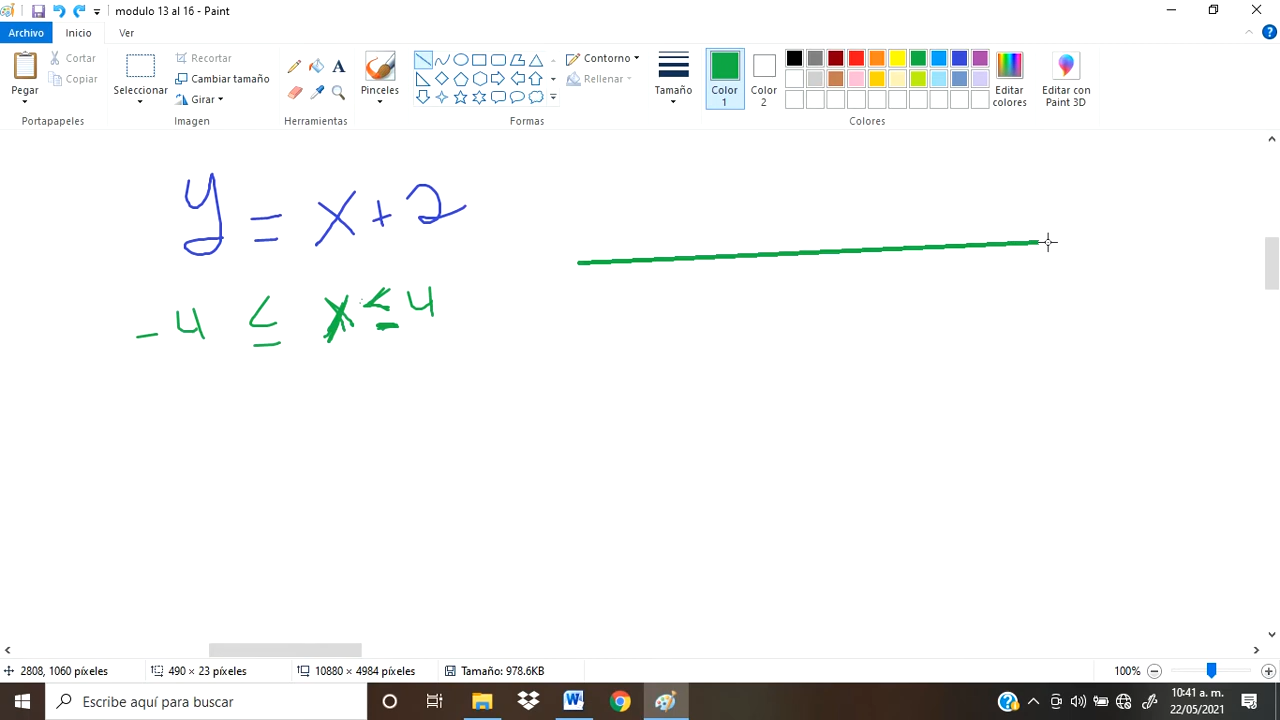 modulo 13 al 16 - Paint
Archivo Inicio Ver
Pegar
Cortar
Copiar
Portapapeles
Seleccionar
Recortar
Cambiar tamaño
Girar
Imagen
A
Herramientas
Pinceles
Contorno
Rellenar
Formas
Tamaño
Color 1
Color 2
Editar colores
Editar con Paint 3D
Colores
y = x + 2
- 4 ≤ x ≤ 4
2808, 1060 píxeles 490 × 23 píxeles 10880 × 4984 píxeles Tamaño: 978.6KB 100%
Escribe aquí para buscar
10:41 a. m.
22/05/2021